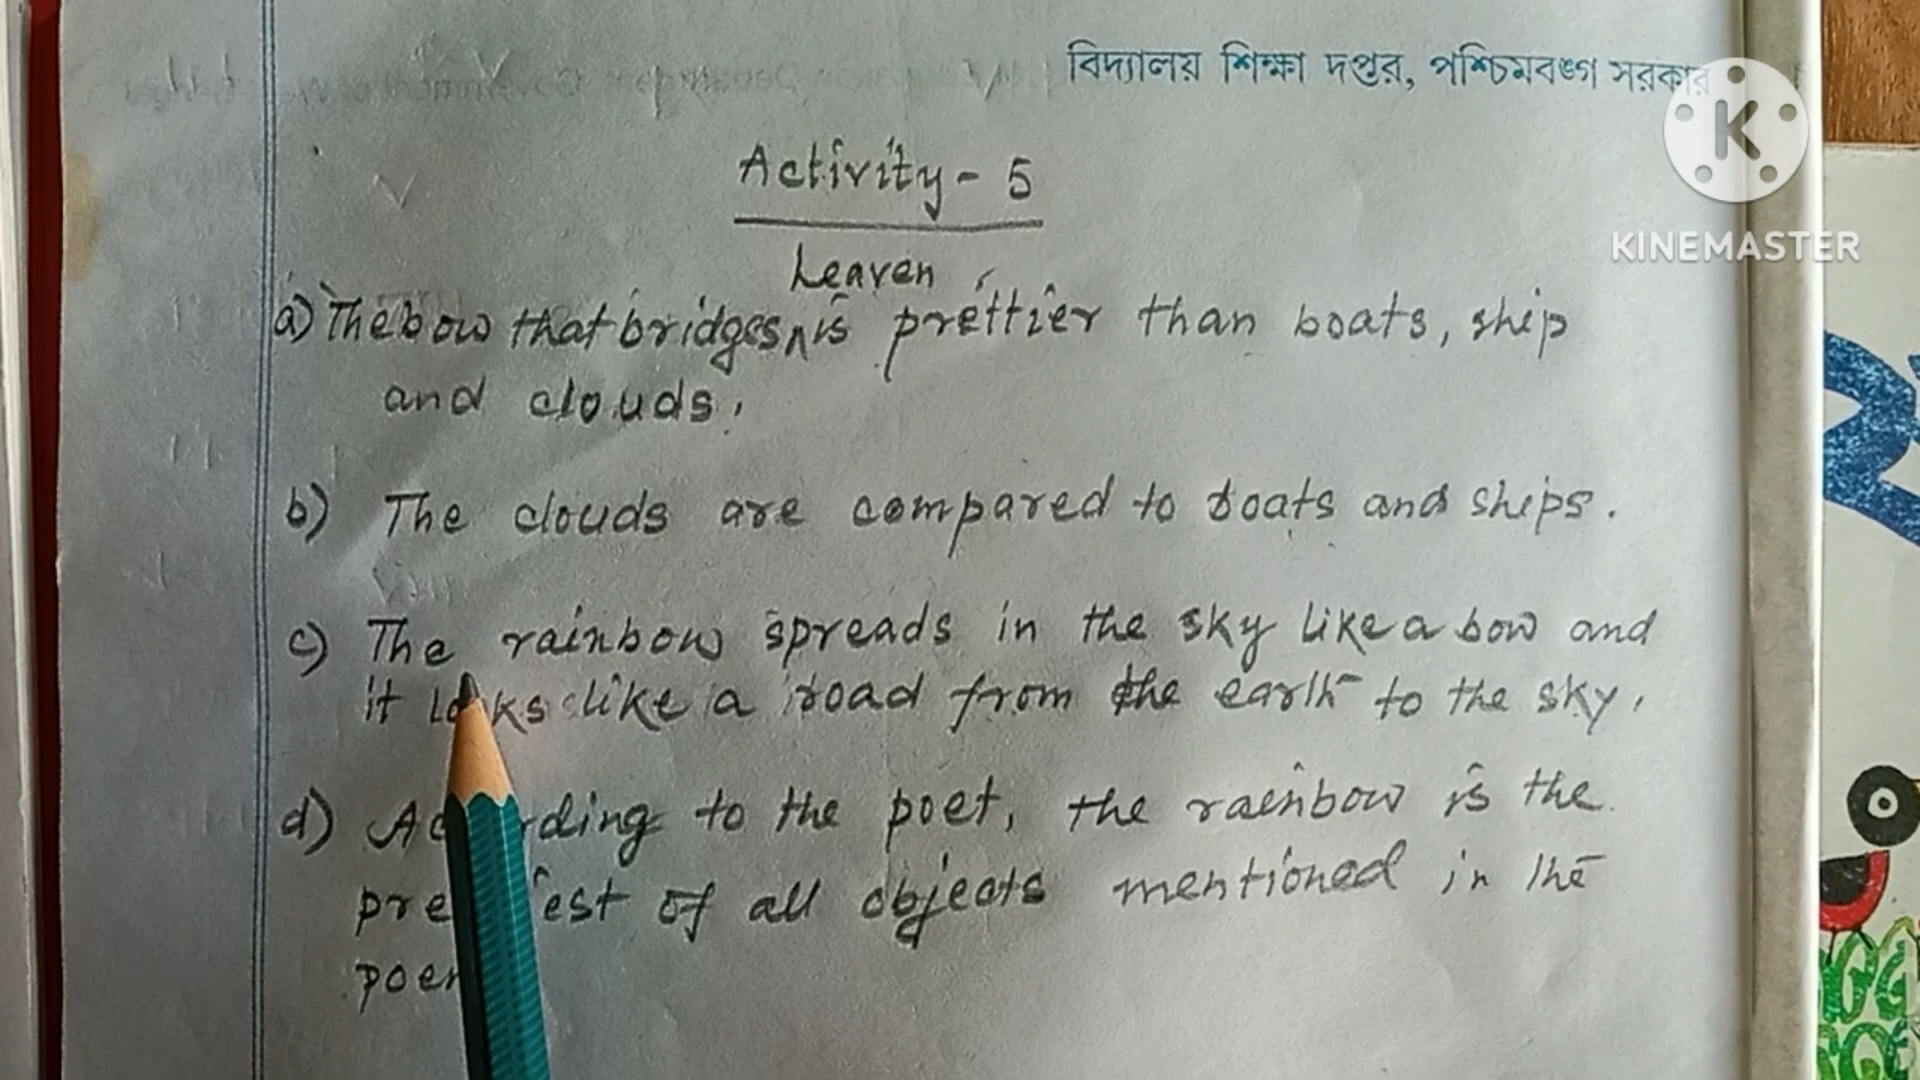 বিদ্যালয় শিক্ষা দপ্তর, পশ্চিমবঙ্গ সরকার
K
KINEMASTER
Activity - 5
heaven
a) The bow that bridges ∧ is prettier than boats, ship
and clouds.
b) The clouds are compared to boats and ships.
c) The rainbow spreads in the sky like a bow and
it looks like a road from the earth to the sky.
d) According to the poet, the rainbow is the
of all objects mentioned in the